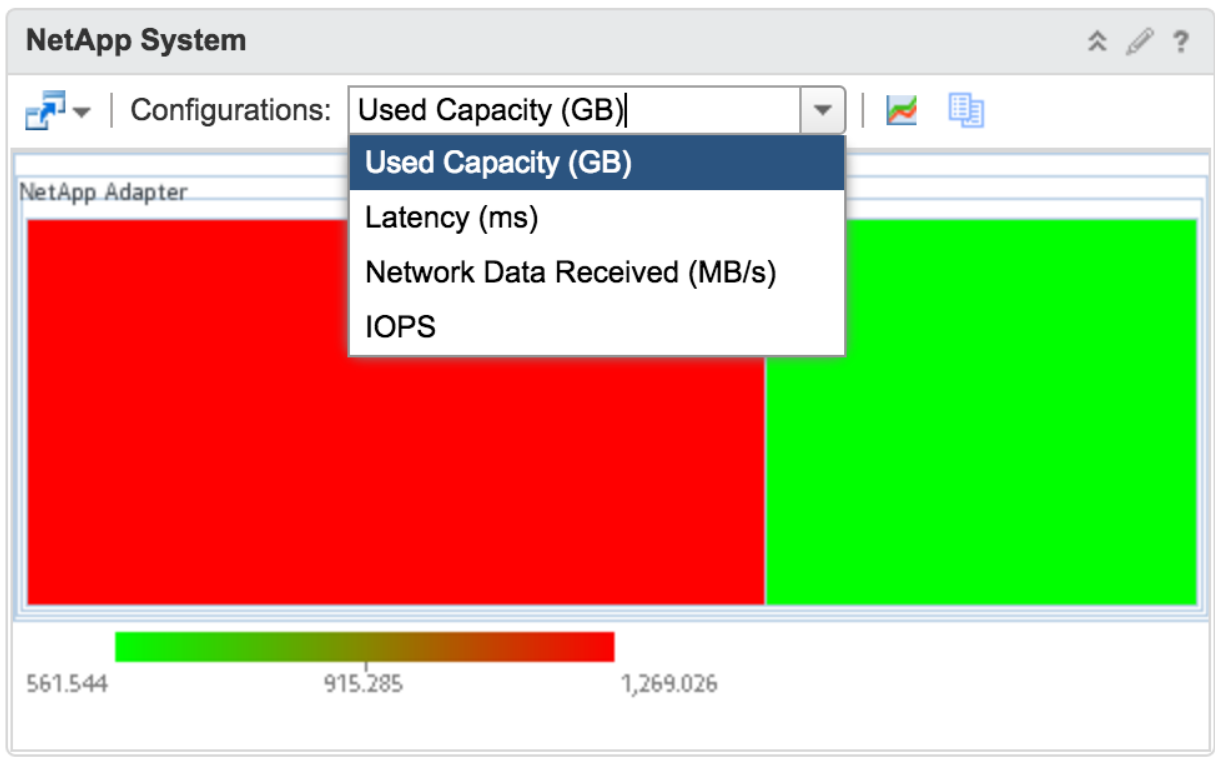 NetApp System ?
Configurations: Used Capacity (GB)
Used Capacity (GB)
NetApp Adapter
Latency (ms)
Network Data Received (MB/s)
IOPS
561.544 915.285 1,269.026